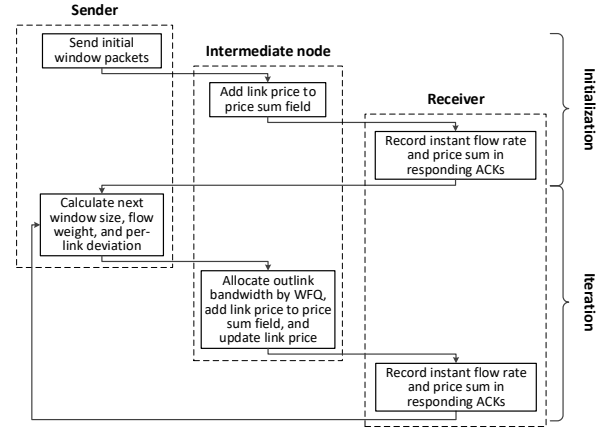 Sender
Send initial
window packets
Intermediate node
Add link price to
price sum field
Receiver
Record instant flow rate
and price sum in
responding ACKs
Initialization
Calculate next
window size, flow
weight, and per-
link deviation
Allocate outlink
bandwidth by WFQ,
add link price to price
sum field, and
update link price
Record instant flow rate
and price sum in
responding ACKs
Iteration